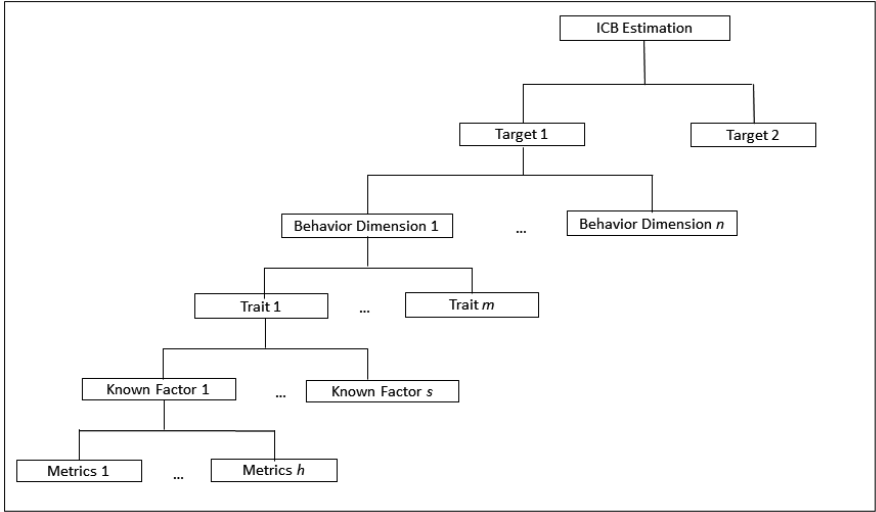 ICB Estimation
Target 1
Target 2
Behavior Dimension 1
...
Behavior Dimension n
Trait 1
...
Trait m
Known Factor 1
...
Known Factor s
Metrics 1
...
Metrics h